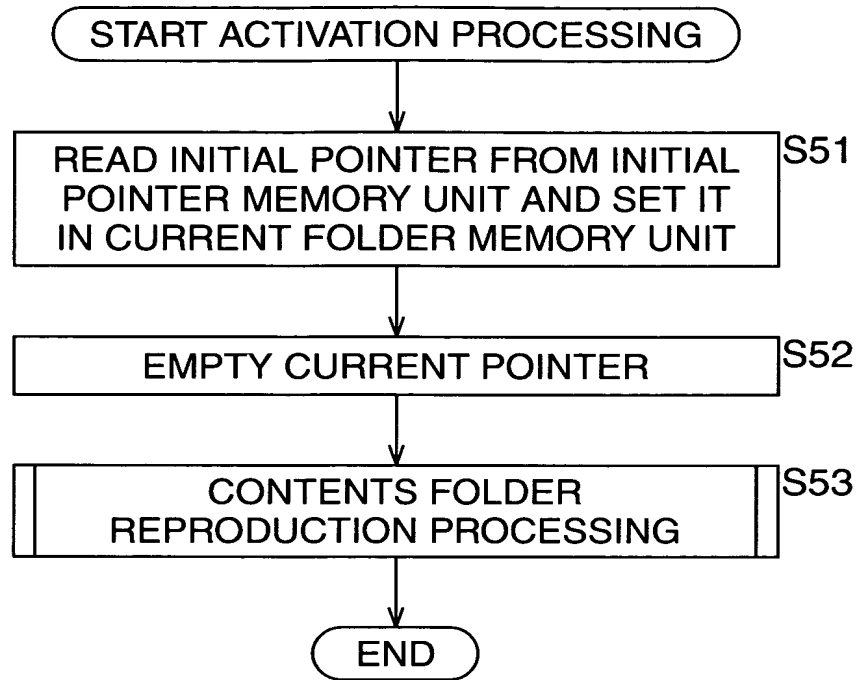 START ACTIVATION PROCESSING
S51
READ INITIAL POINTER FROM INITIAL
POINTER MEMORY UNIT AND SET IT
IN CURRENT FOLDER MEMORY UNIT
S52
EMPTY CURRENT POINTER
S53
CONTENTS FOLDER
REPRODUCTION PROCESSING
END